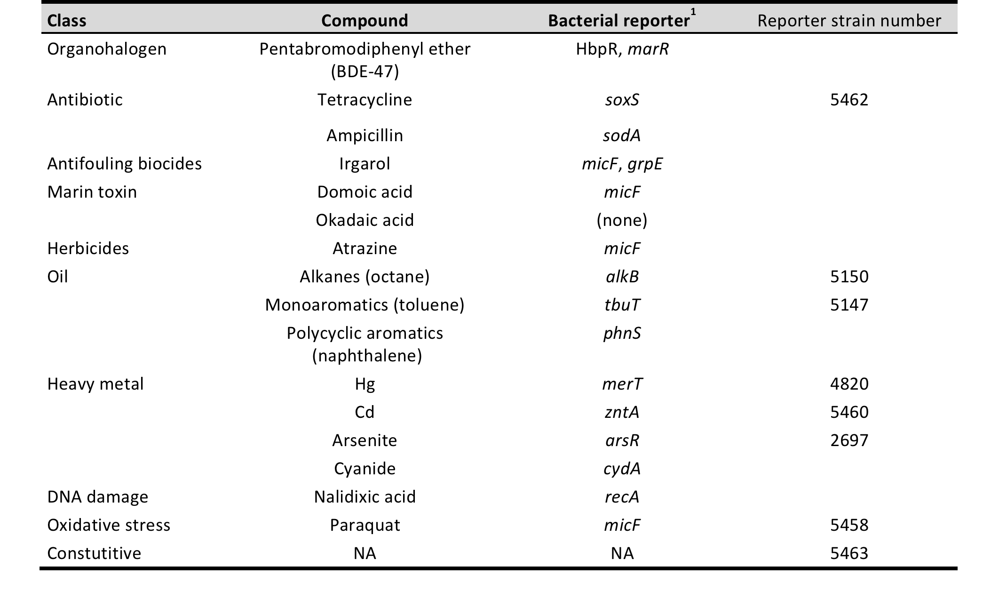 Class Compound Bacterial reporter1 Reporter strain number
Organohalogen Pentabromodiphenyl ether HbpR, marR
(BDE-47)
Antibiotic Tetracycline soxS 5462
Ampicillin sodA
Antifouling biocides Irgarol micF, grpE
Marin toxin Domoic acid micF
Okadaic acid (none)
Herbicides Atrazine micF
Oil Alkanes (octane) alkB 5150
Monoaromatics (toluene) tbuT 5147
Polycyclic aromatics phnS
(naphthalene)
Heavy metal Hg merT 4820
Cd zntA 5460
Arsenite arsR 2697
Cyanide cydA
DNA damage Nalidixic acid recA
Oxidative stress Paraquat micF 5458
Constutitive NA NA 5463